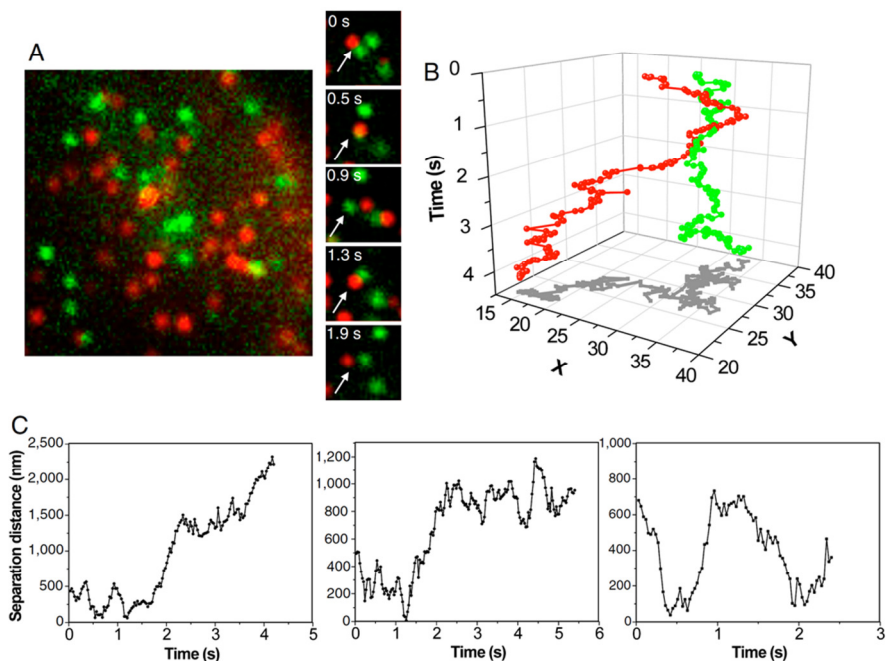 A
0 s
0.5 s
0.9 s
1.3 s
1.9 s
B
0
1
2
3
4
Time (s)
15
20
25
30
35
40
X
20
25
30
35
40
Y
C
2,500
2,000
1,500
1,000
500
0
Separation distance (nm)
0 1 2 3 4 5
Time (s)
1,200
1,000
800
600
400
200
0
0 1 2 3 4 5 6
Time (s)
1,000
800
600
400
200
0
0 1 2 3
Time (s)